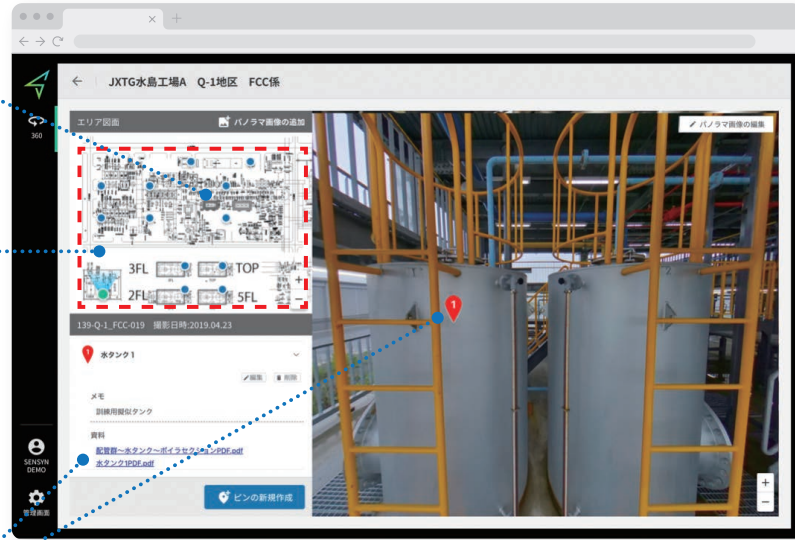 JXTG水島工場A Q-1地区 FCC係
360
エリア図面
パノラマ画像の追加
パノラマ画像の編集
3FL
TOP
2FL
5FL
139-Q-1_FCC-019 撮影日時:2019.04.23
1
水タンク1
編集
削除
メモ
訓練用擬似タンク
資料
配管群～水タンク～ボイラセクションPDF.pdf
水タンク1PDF.pdf
ピンの新規作成
SENSYN
DEMO
管理画面
1
1
2